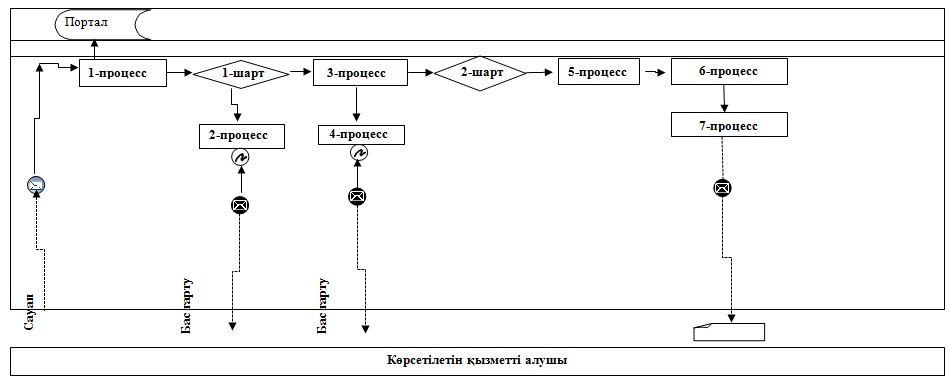 Портал
1-процесс
1-шарт
3-процесс
2-шарт
5-процесс
6-процесс
2-процесс
4-процесс
7-процесс
Сауап
Бас тарту
Бас тарту
Көрсетілетін қызметті алушы